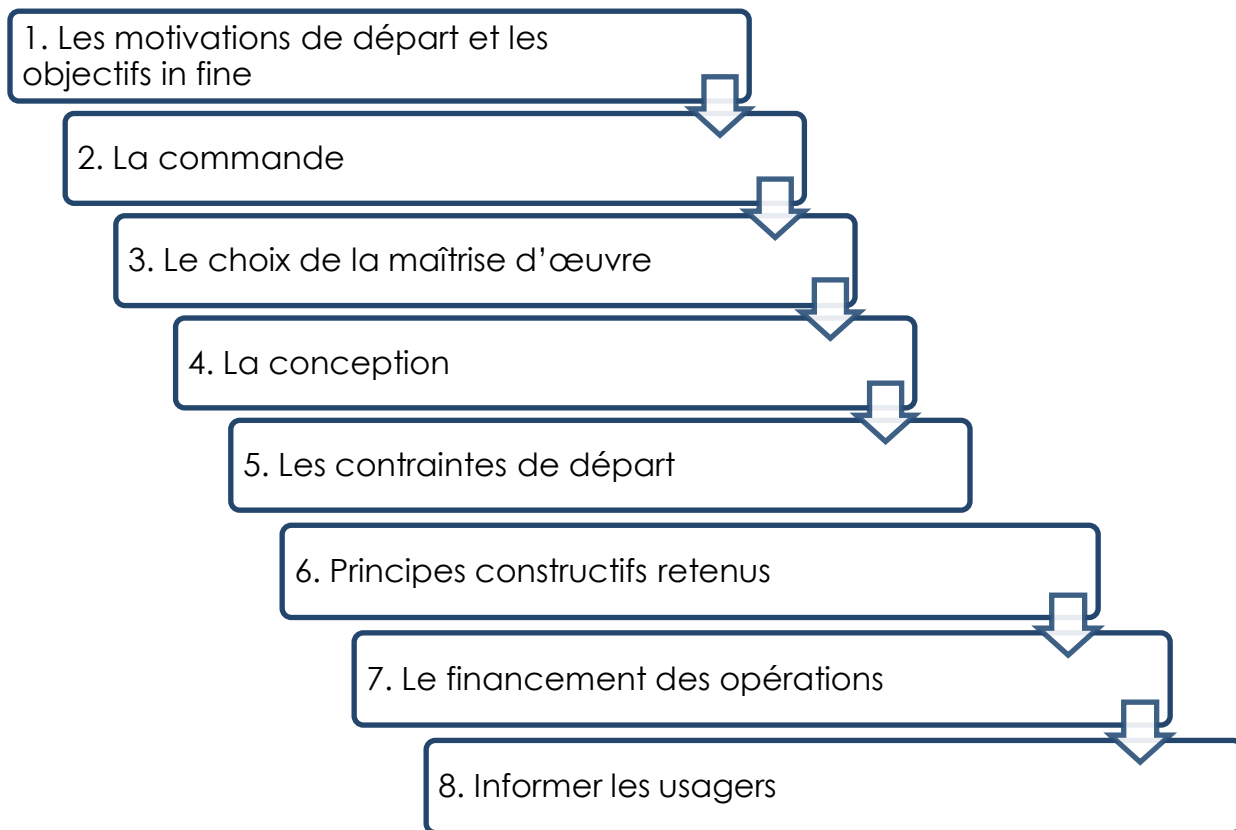 1. Les motivations de départ et les
objectifs in fine
2. La commande
3. Le choix de la maîtrise d’œuvre
4. La conception
5. Les contraintes de départ
6. Principes constructifs retenus
7. Le financement des opérations
8. Informer les usagers